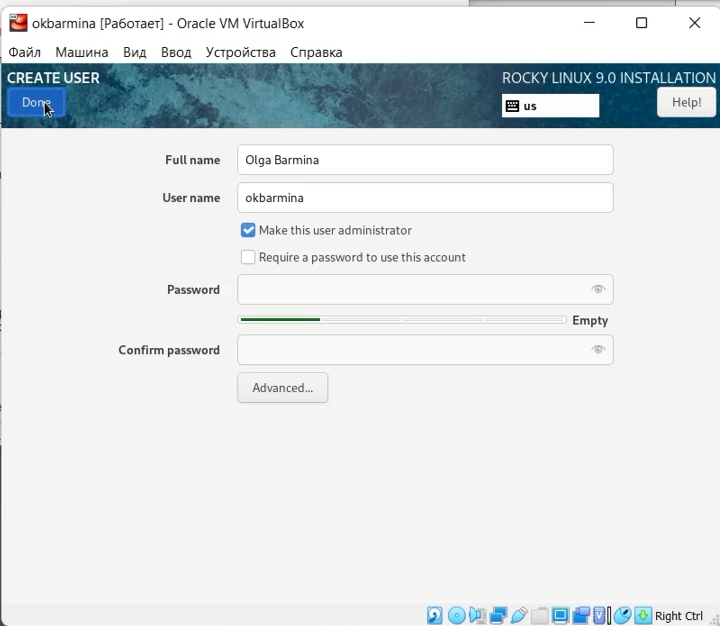 okbarmina [Работает] - Oracle VM VirtualBox
Файл Машина Вид Ввод Устройства Справка
CREATE USER
ROCKY LINUX 9.0 INSTALLATION
Done
us
Help!
Full name
Olga Barmina
User name
okbarmina
Make this user administrator
Require a password to use this account
Password
Empty
Confirm password
Advanced...
Right Ctrl